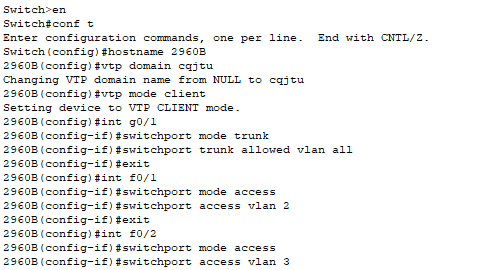 Switch>en
Switch#conf t
Enter configuration commands, one per line.  End with CNTL/Z.
Switch(config)#hostname 2960B
2960B(config)#vtp domain cqjtu
Changing VTP domain name from NULL to cqjtu
2960B(config)#vtp mode client
Setting device to VTP CLIENT mode.
2960B(config)#int g0/1
2960B(config-if)#switchport mode trunk
2960B(config-if)#switchport trunk allowed vlan all
2960B(config-if)#exit
2960B(config)#int f0/1
2960B(config-if)#switchport mode access
2960B(config-if)#switchport access vlan 2
2960B(config-if)#exit
2960B(config)#int f0/2
2960B(config-if)#switchport mode access
2960B(config-if)#switchport access vlan 3